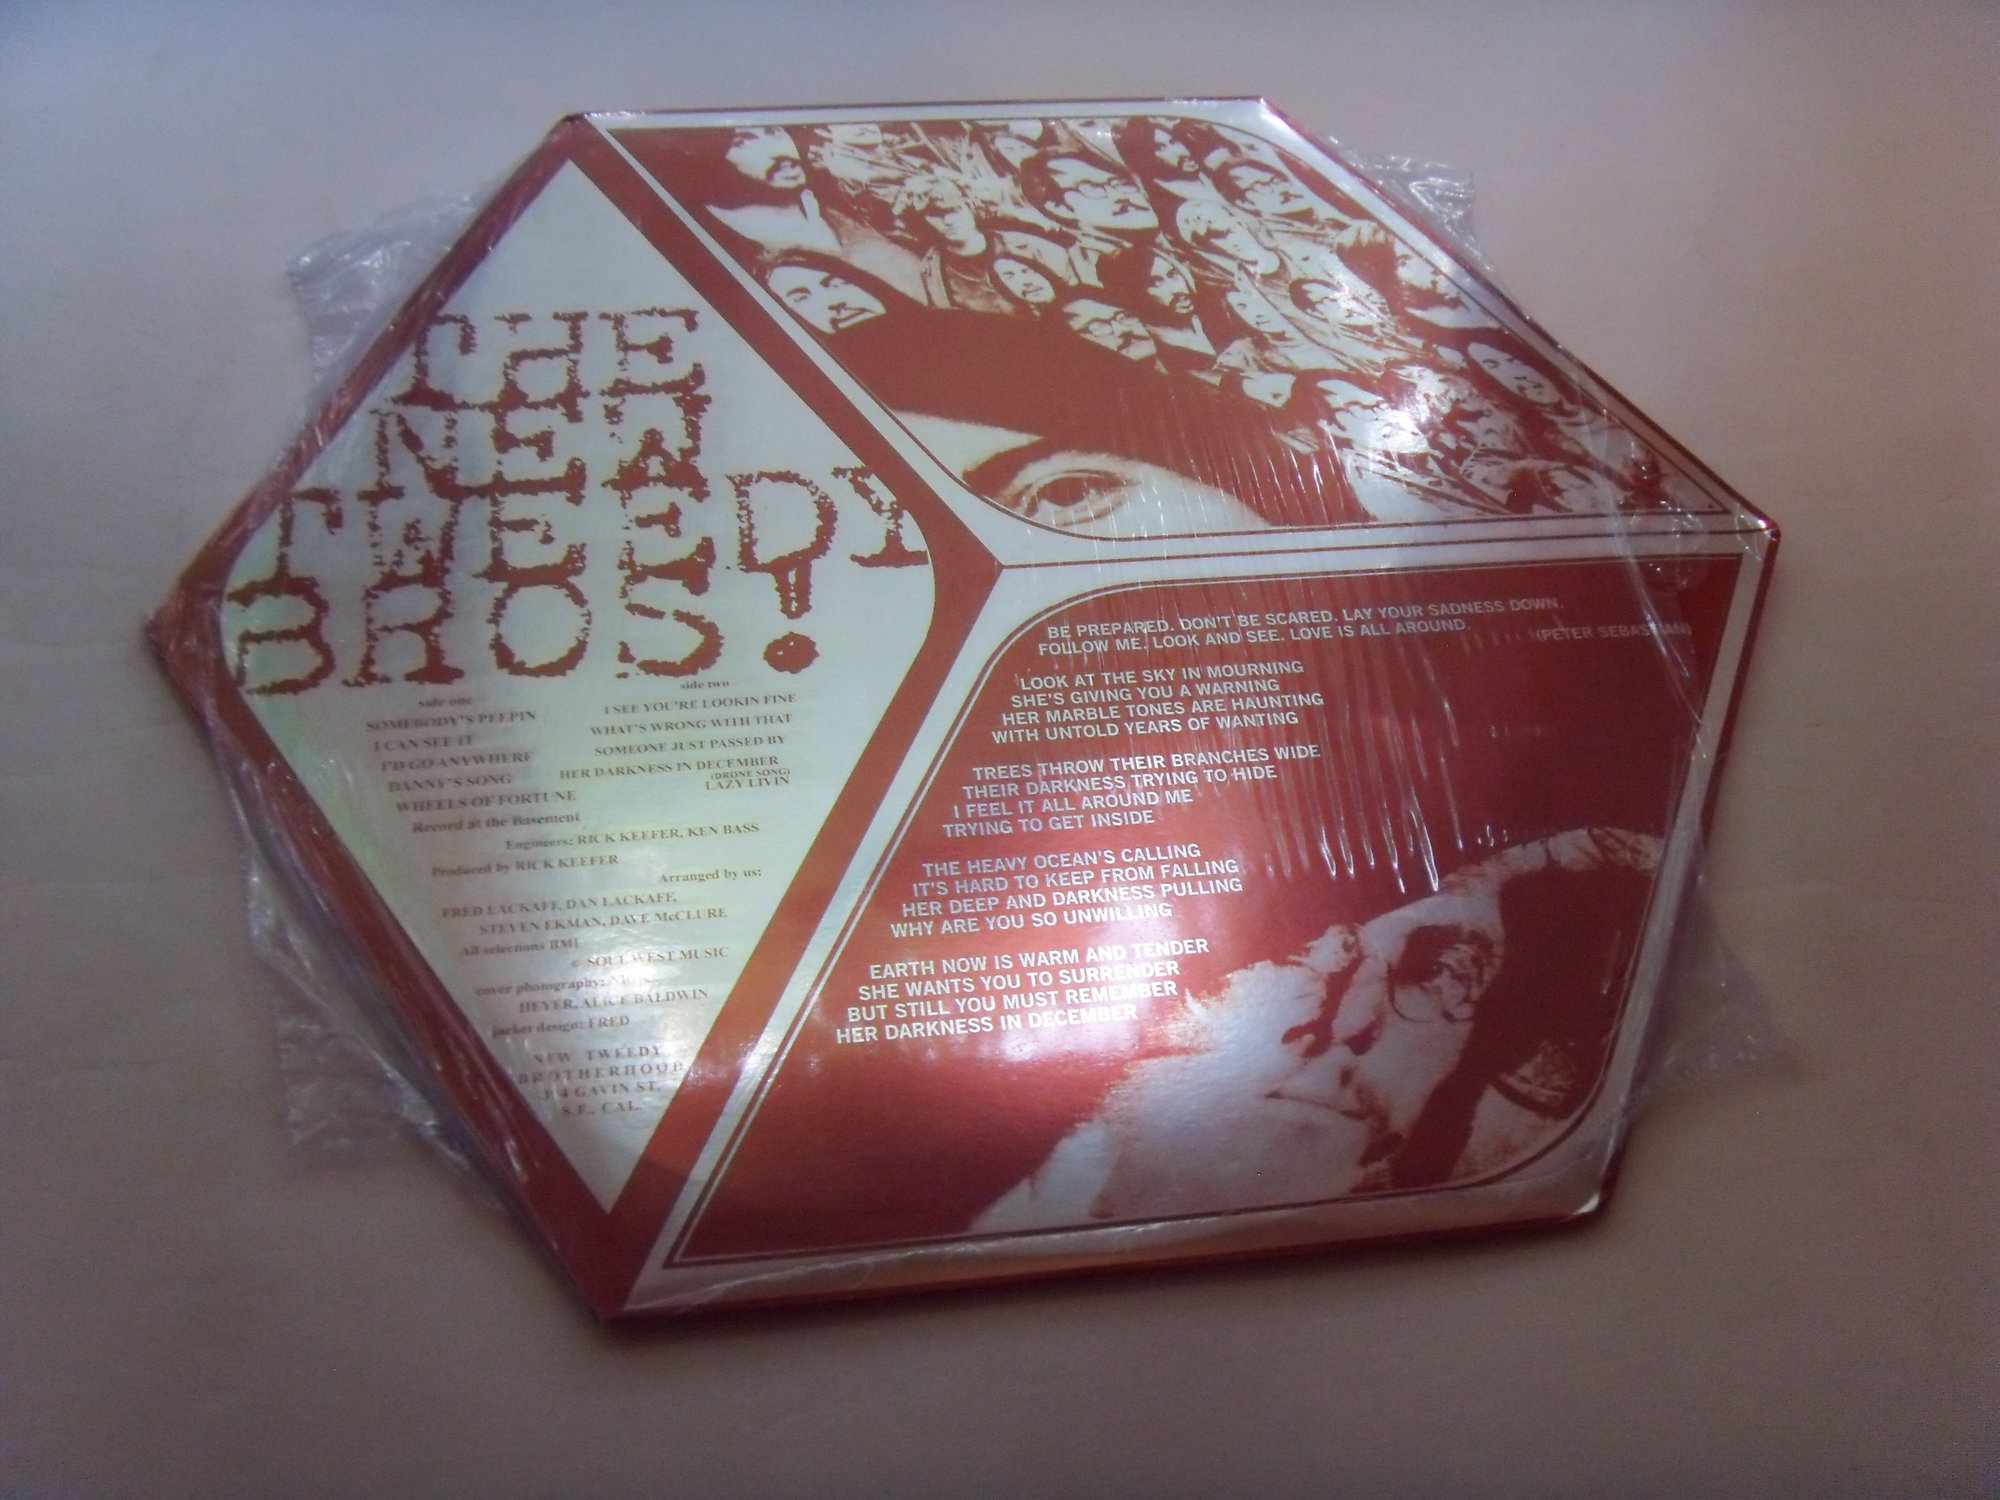 THE
NEW
TWEEDY
BROS!
side one
SOMEBODY'S PEEPIN
I CAN SEE IT
I'D GO ANYWHERE
DANNY'S SONG
WHEELS OF FORTUNE
side two
I SEE YOU'RE LOOKIN FINE
WHAT'S WRONG WITH THAT
SOMEONE JUST PASSED BY
HER DARKNESS IN DECEMBER
(DRONE SONG)
LAZY LIVIN
Record at the Basement
Engineers: RICK KEEFER, KEN BASS
Produced by RICK KEEFER
Arranged by us:
FRED LACKAFF, DAN LACKAFF,
STEVEN EKMAN, DAVE McCLURE
All selections BMI
© SOUL WEST MUSIC
cover photography:
HEYER, ALICE BALDWIN
jacket design: FRED
NEW TWEEDY
BROTHERHOOD
GAVIN ST.
S.F., CAL.
BE PREPARED. DON'T BE SCARED. LAY YOUR SADNESS DOWN.
FOLLOW ME. LOOK AND SEE. LOVE IS ALL AROUND.
(PETER SEBASTIAN)
LOOK AT THE SKY IN MOURNING
SHE'S GIVING YOU A WARNING
HER MARBLE TONES ARE HAUNTING
WITH UNTOLD YEARS OF WANTING
TREES THROW THEIR BRANCHES WIDE
THEIR DARKNESS TRYING TO HIDE
I FEEL IT ALL AROUND ME
TRYING TO GET INSIDE
THE HEAVY OCEAN'S CALLING
IT'S HARD TO KEEP FROM FALLING
HER DEEP AND DARKNESS PULLING
WHY ARE YOU SO UNWILLING
EARTH NOW IS WARM AND TENDER
SHE WANTS YOU TO SURRENDER
BUT STILL YOU MUST REMEMBER
HER DARKNESS IN DECEMBER